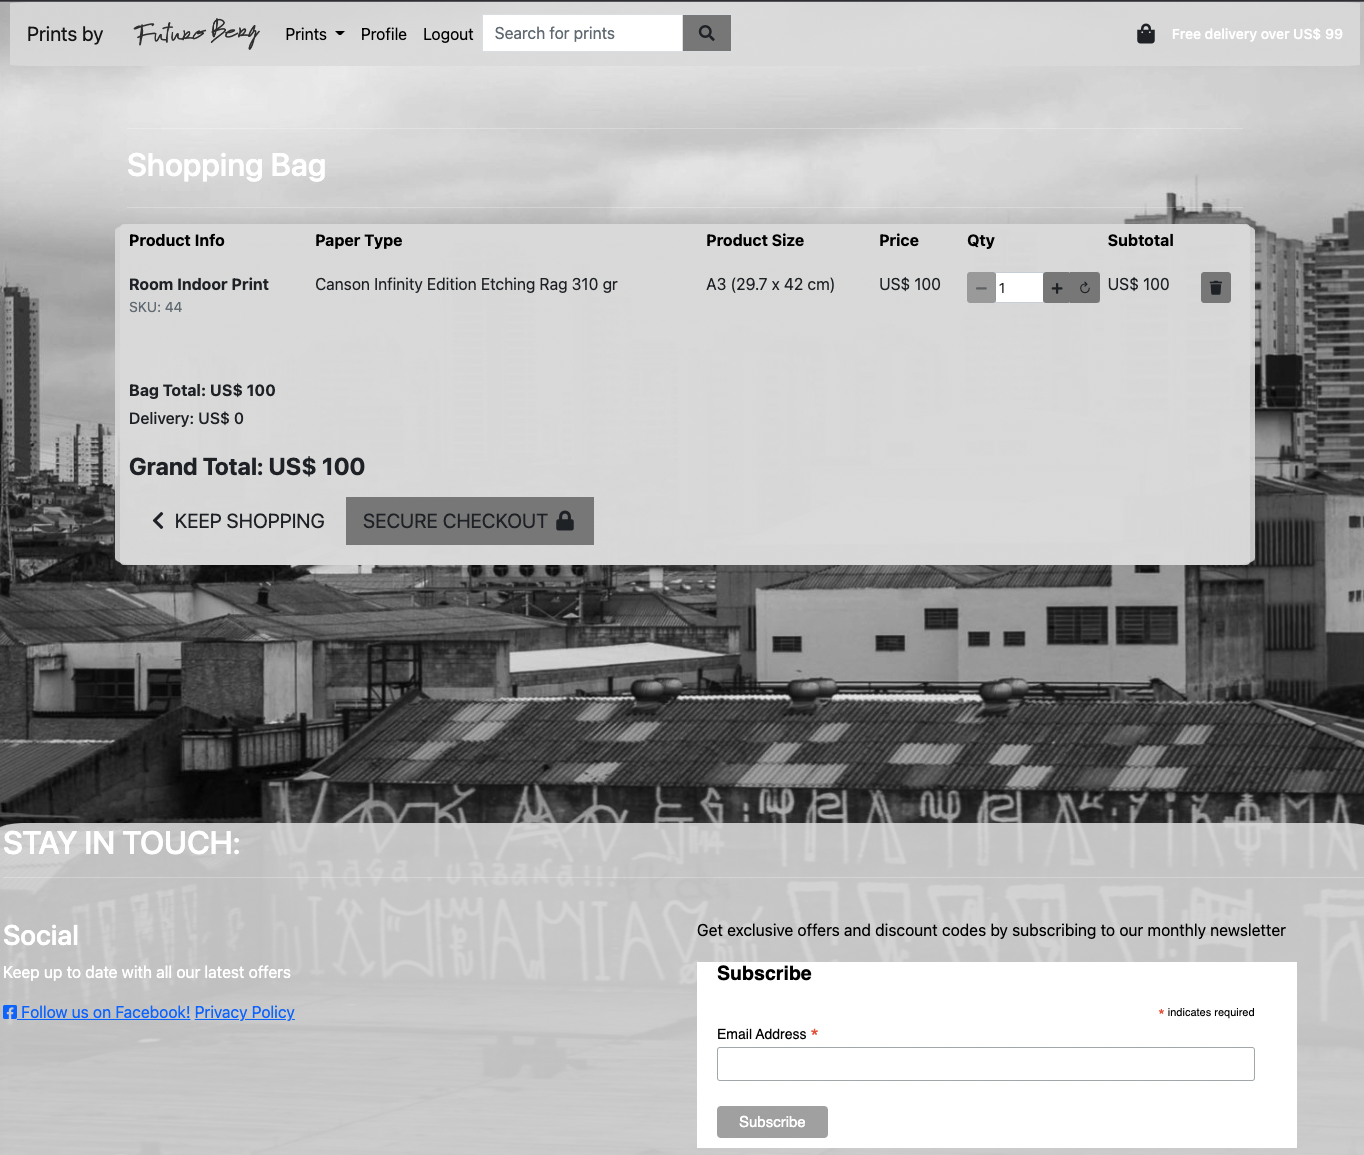 Prints by Futuro Berg Prints Profile Logout Search for prints Free delivery over US$ 99
Shopping Bag
Product Info Paper Type Product Size Price Qty Subtotal
Room Indoor Print Canson Infinity Edition Etching Rag 310 gr A3 (29.7 x 42 cm) US$ 100 1 US$ 100
SKU: 44
Bag Total: US$ 100
Delivery: US$ 0
Grand Total: US$ 100
KEEP SHOPPING SECURE CHECKOUT
STAY IN TOUCH:
PRAGA URBANA!!!
Social
Keep up to date with all our latest offers
Follow us on Facebook! Privacy Policy
Get exclusive offers and discount codes by subscribing to our monthly newsletter
Subscribe
* indicates required
Email Address *
Subscribe